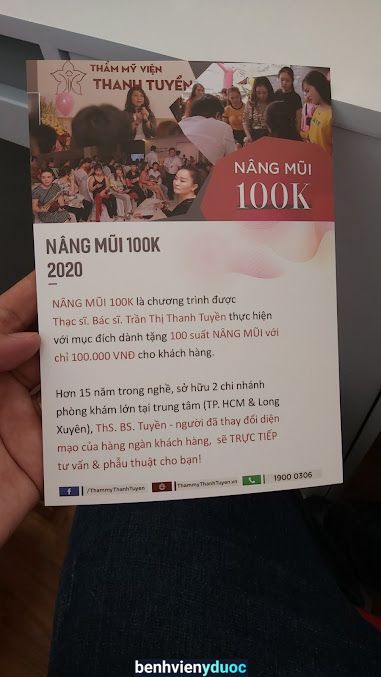 THẨM MỸ VIỆN
THANH TUYỀN
NÂNG MŨI
100K
NÂNG MŨI 100K
2020
NÂNG MŨI 100K là chương trình được
Thạc sĩ. Bác sĩ. Trần Thị Thanh Tuyền thực hiện
với mục đích dành tặng 100 suất NÂNG MŨI với
chỉ 100.000 VNĐ cho khách hàng.
Hơn 15 năm trong nghề, sở hữu 2 chi nhánh
phòng khám lớn tại trung tâm (TP. HCM & Long
Xuyên), ThS. BS. Tuyền - người đã thay đổi diện
mạo của hàng ngàn khách hàng, sẽ TRỰC TIẾP
tư vấn & phẫu thuật cho bạn!
/ThammyThanhTuyen ThammyThanhTuyen.vn 1900 0306
benhvienyduoc